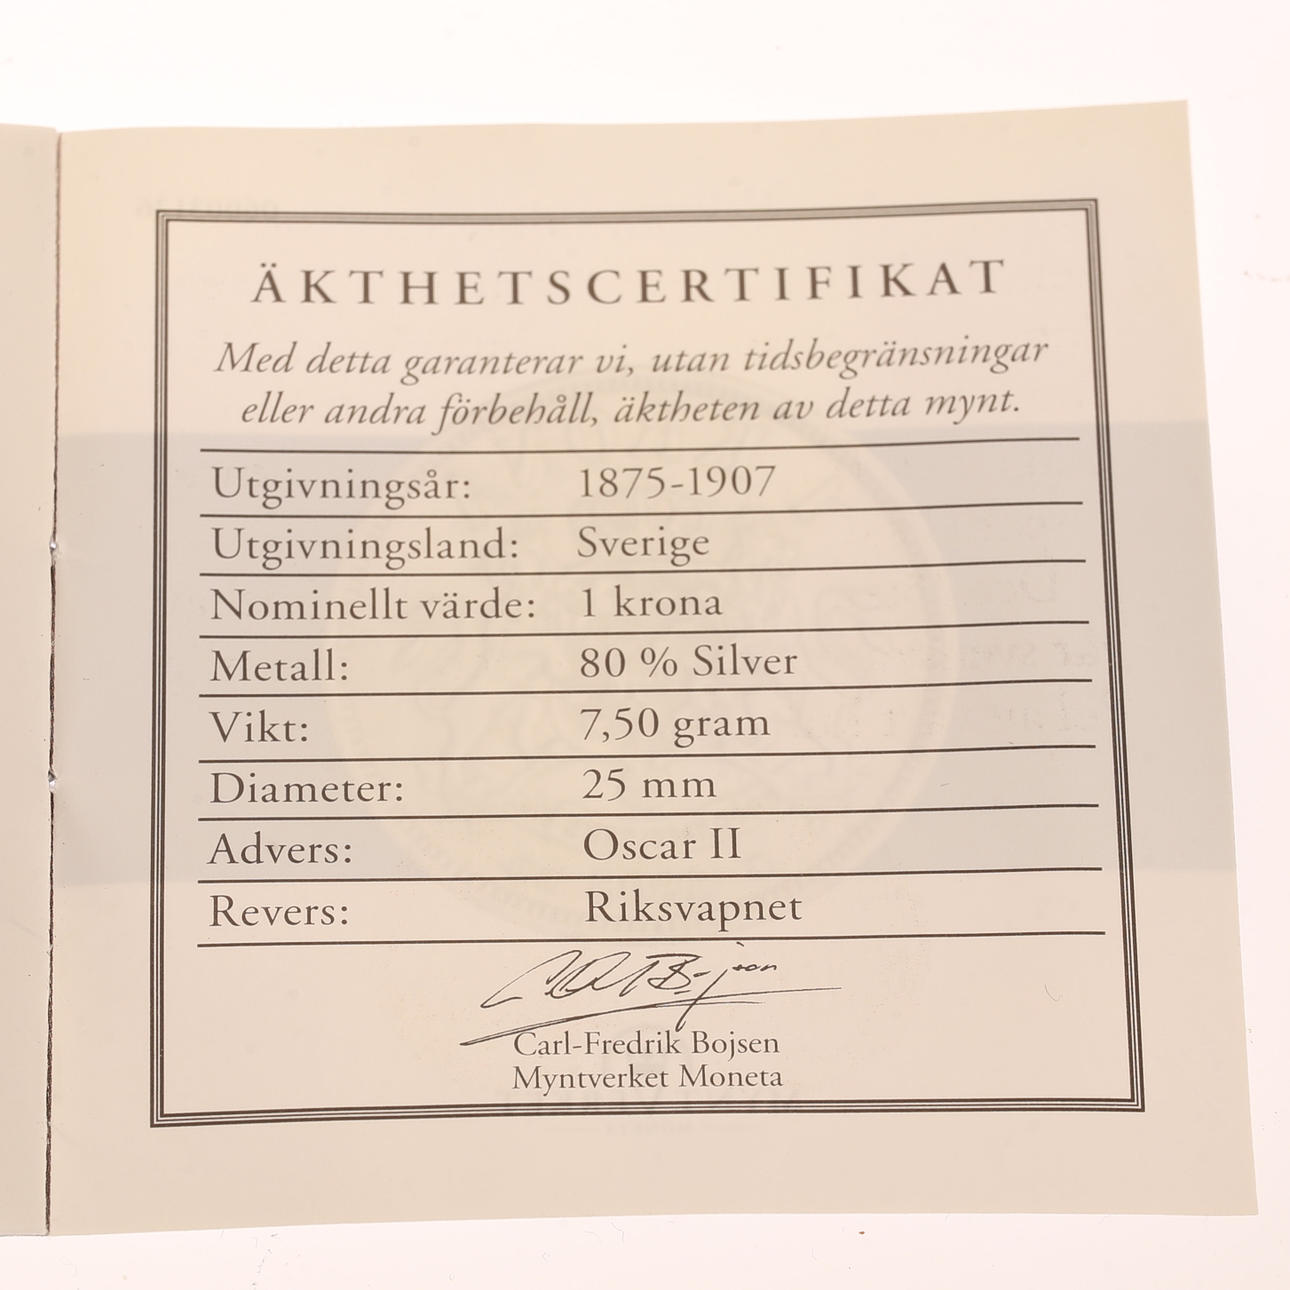 ÄKTHETSCERTIFIKAT
Med detta garanterar vi, utan tidsbegränsningar
eller andra förbehåll, äktheten av detta mynt.
Utgivningsår: 1875-1907
Utgivningsland: Sverige
Nominellt värde: 1 krona
Metall: 80 % Silver
Vikt: 7,50 gram
Diameter: 25 mm
Advers: Oscar II
Revers: Riksvapnet
Carl-Fredrik Bojsen
Myntverket Moneta